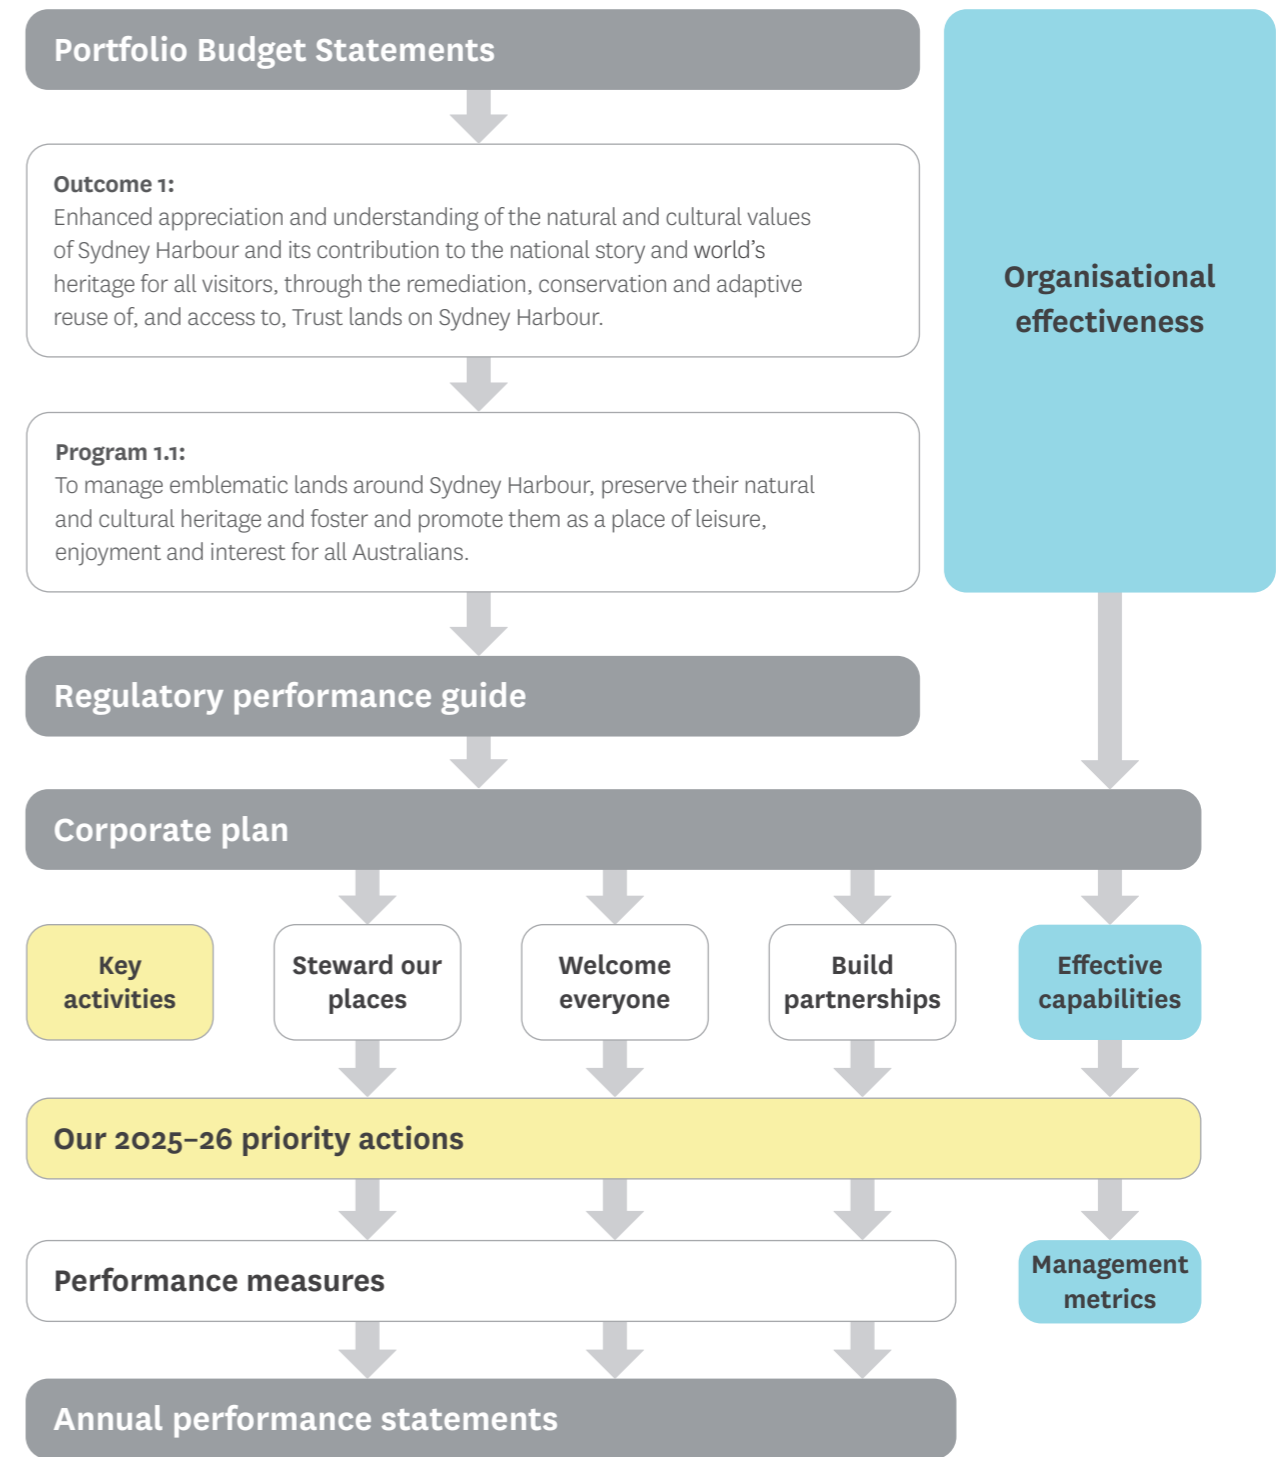 Portfolio Budget Statements
Outcome 1:
Enhanced appreciation and understanding of the natural and cultural values
of Sydney Harbour and its contribution to the national story and world’s
heritage for all visitors, through the remediation, conservation and adaptive
reuse of, and access to, Trust lands on Sydney Harbour.
Organisational
effectiveness
Program 1.1:
To manage emblematic lands around Sydney Harbour, preserve their natural
and cultural heritage and foster and promote them as a place of leisure,
enjoyment and interest for all Australians.
Regulatory performance guide
Corporate plan
Key
activities
Steward our
places
Welcome
everyone
Build
partnerships
Effective
capabilities
Our 2025–26 priority actions
Performance measures
Management
metrics
Annual performance statements